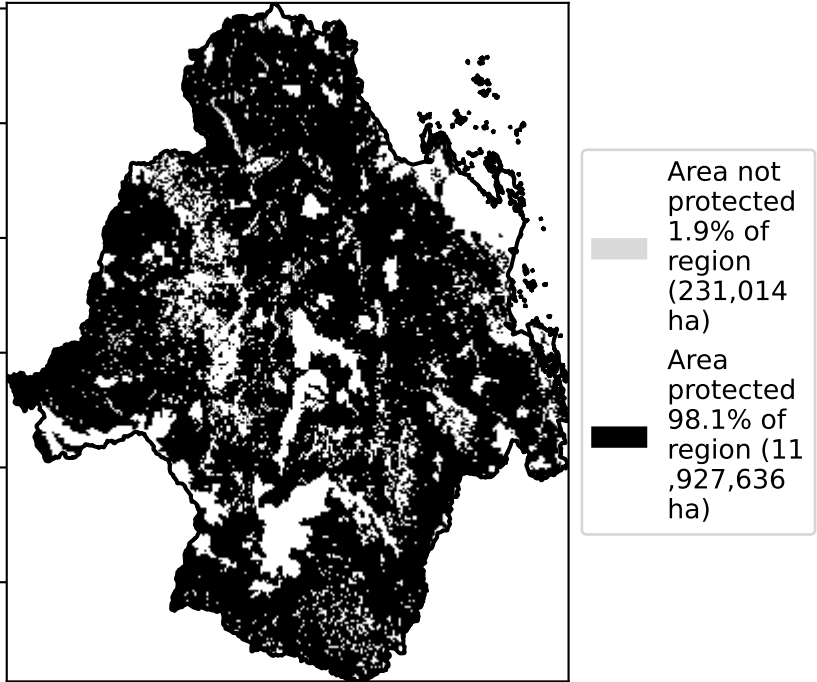 Area not
protected
1.9% of
region
(231,014
ha)
Area
protected
98.1% of
region (11
,927,636
ha)